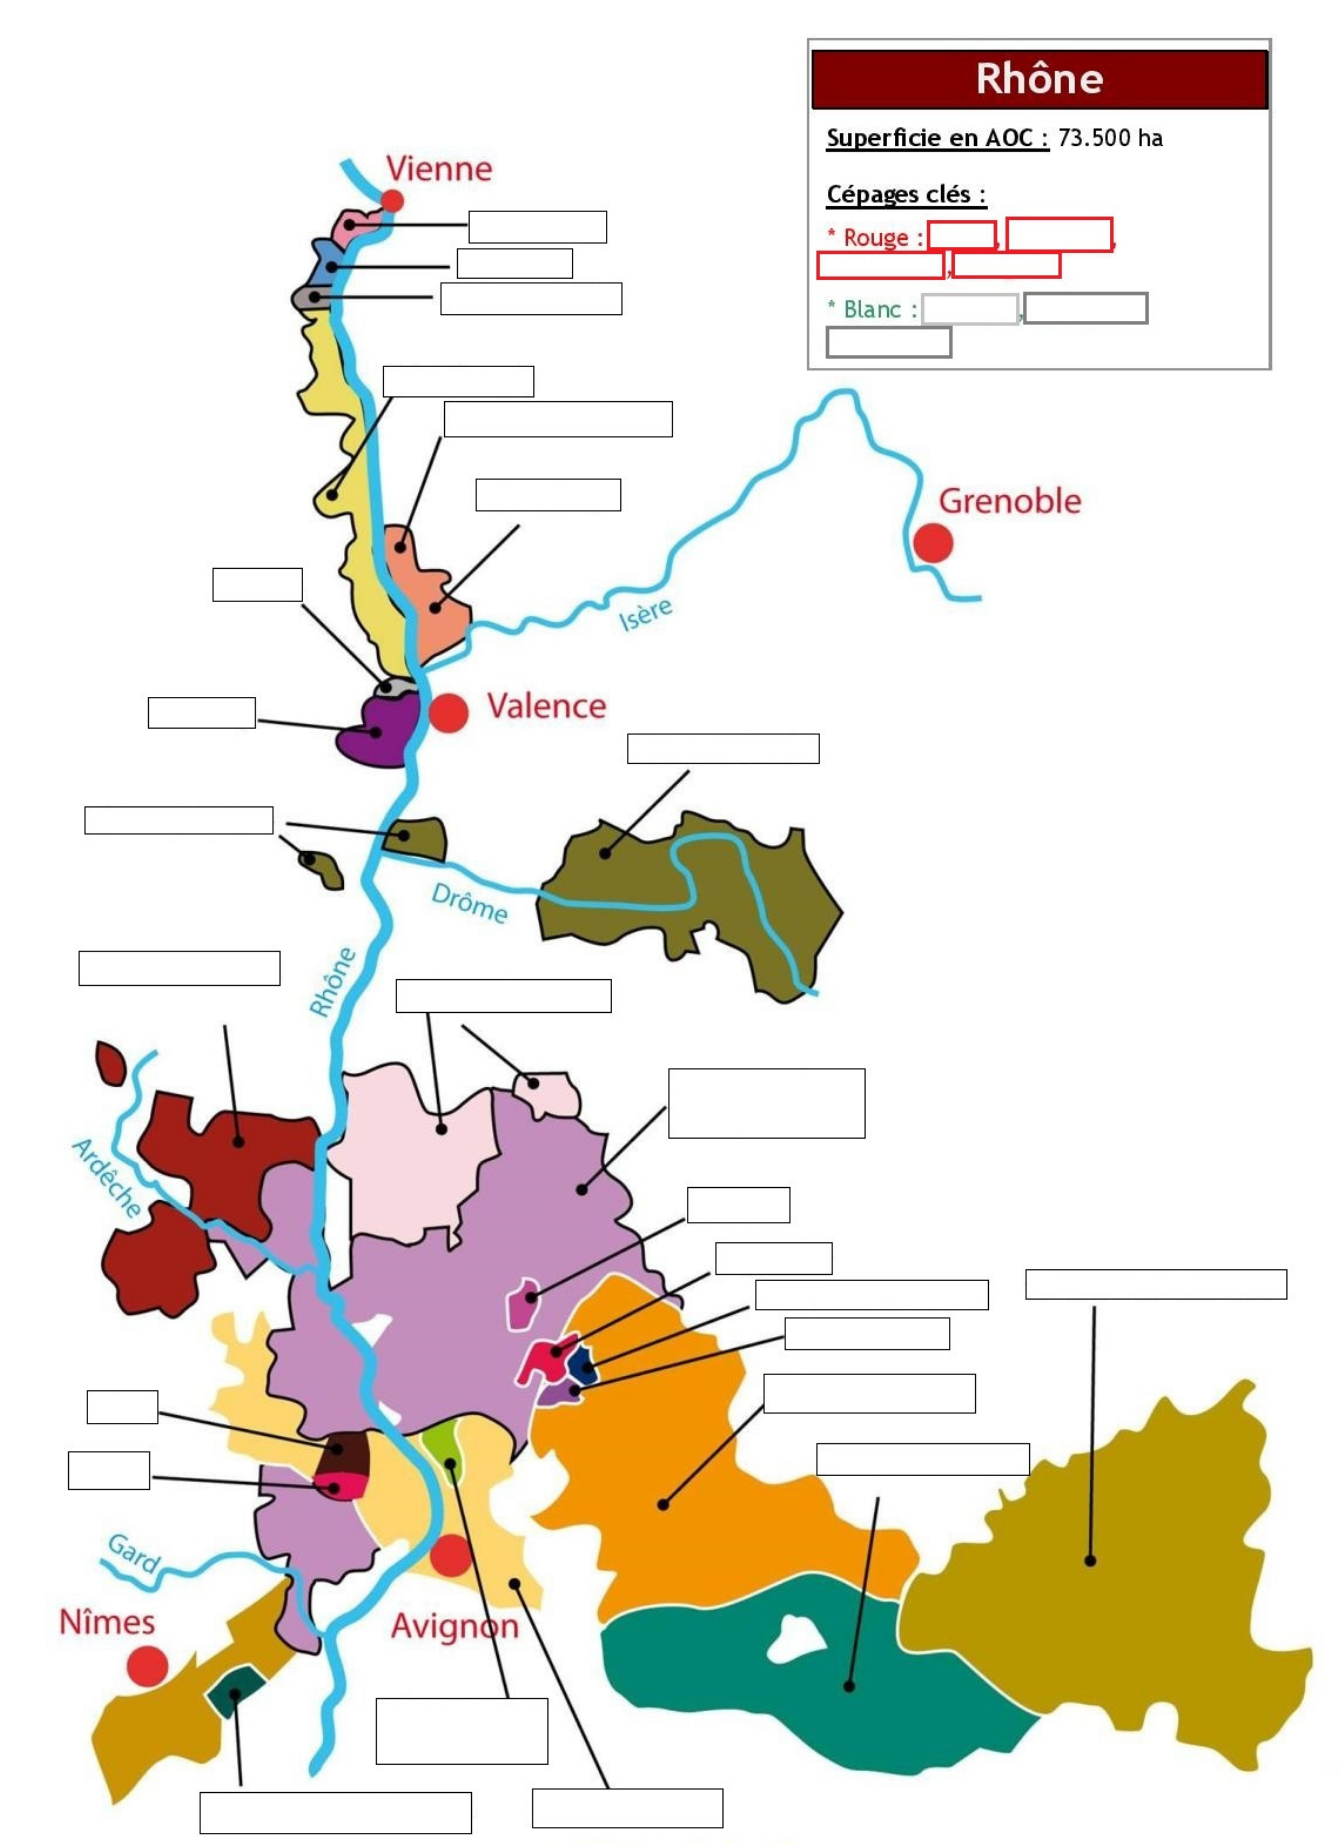 Rhône
Superficie en AOC : 73.500 ha
Cépages clés :
* Rouge : , ,
,
* Blanc : ,
Vienne
Grenoble
Isère
Valence
Drôme
Rhône
Ardèche
Gard
Nîmes
Avignon